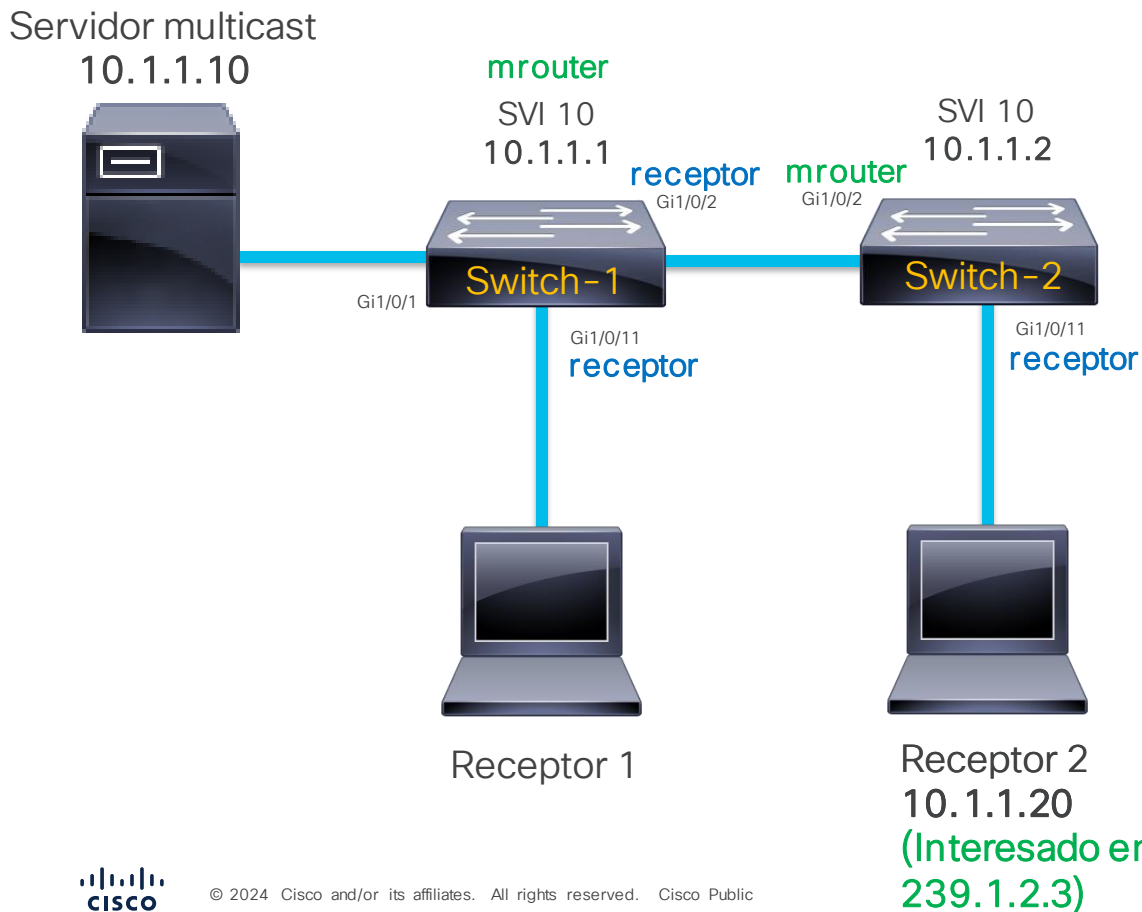 Servidor multicast
10.1.1.10
mrouter
SVI 10
10.1.1.1
SVI 10
10.1.1.2
receptor
Gi1/0/2
mrouter
Gi1/0/2
Switch-1
Switch-2
Gi1/0/1
Gi1/0/11
receptor
Gi1/0/11
receptor
Receptor 1
Receptor 2
10.1.1.20
(Interesado en
239.1.2.3)
CISCO
© 2024 Cisco and/or its affiliates. All rights reserved. Cisco Public